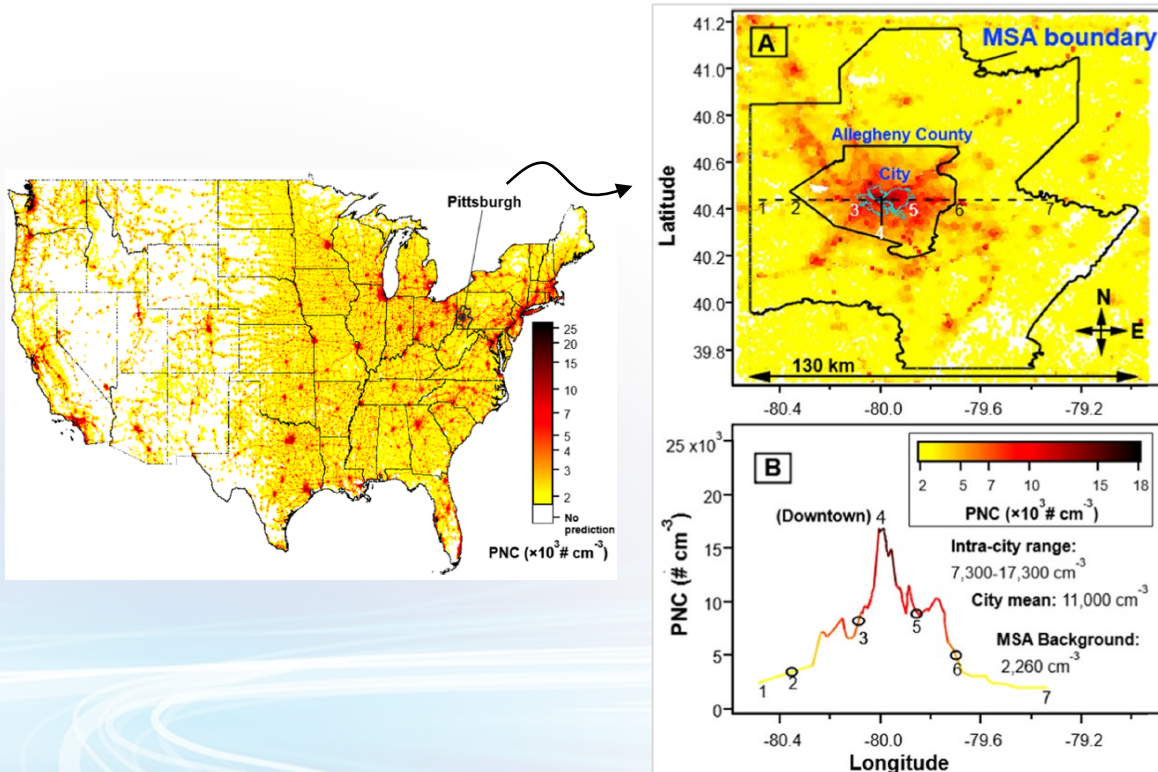 Pittsburgh
25
20
15
10
7
5
4
3
2
No
prediction
PNC (×10³# cm⁻³)
A
MSA boundary
Allegheny County
City
1 2 3 4 5 6 7
N
E
130 km
41.2
41.0
40.8
40.6
40.4
40.2
40.0
39.8
Latitude
-80.4 -80.0 -79.6 -79.2
B
25 x10³
20
15
10
5
0
PNC (# cm⁻³)
2 5 7 10 15 18
PNC (×10³# cm⁻³)
(Downtown) 4
Intra-city range:
7,300-17,300 cm⁻³
City mean: 11,000 cm⁻³
MSA Background:
2,260 cm⁻³
1 2 3 5 6 7
-80.4 -80.0 -79.6 -79.2
Longitude